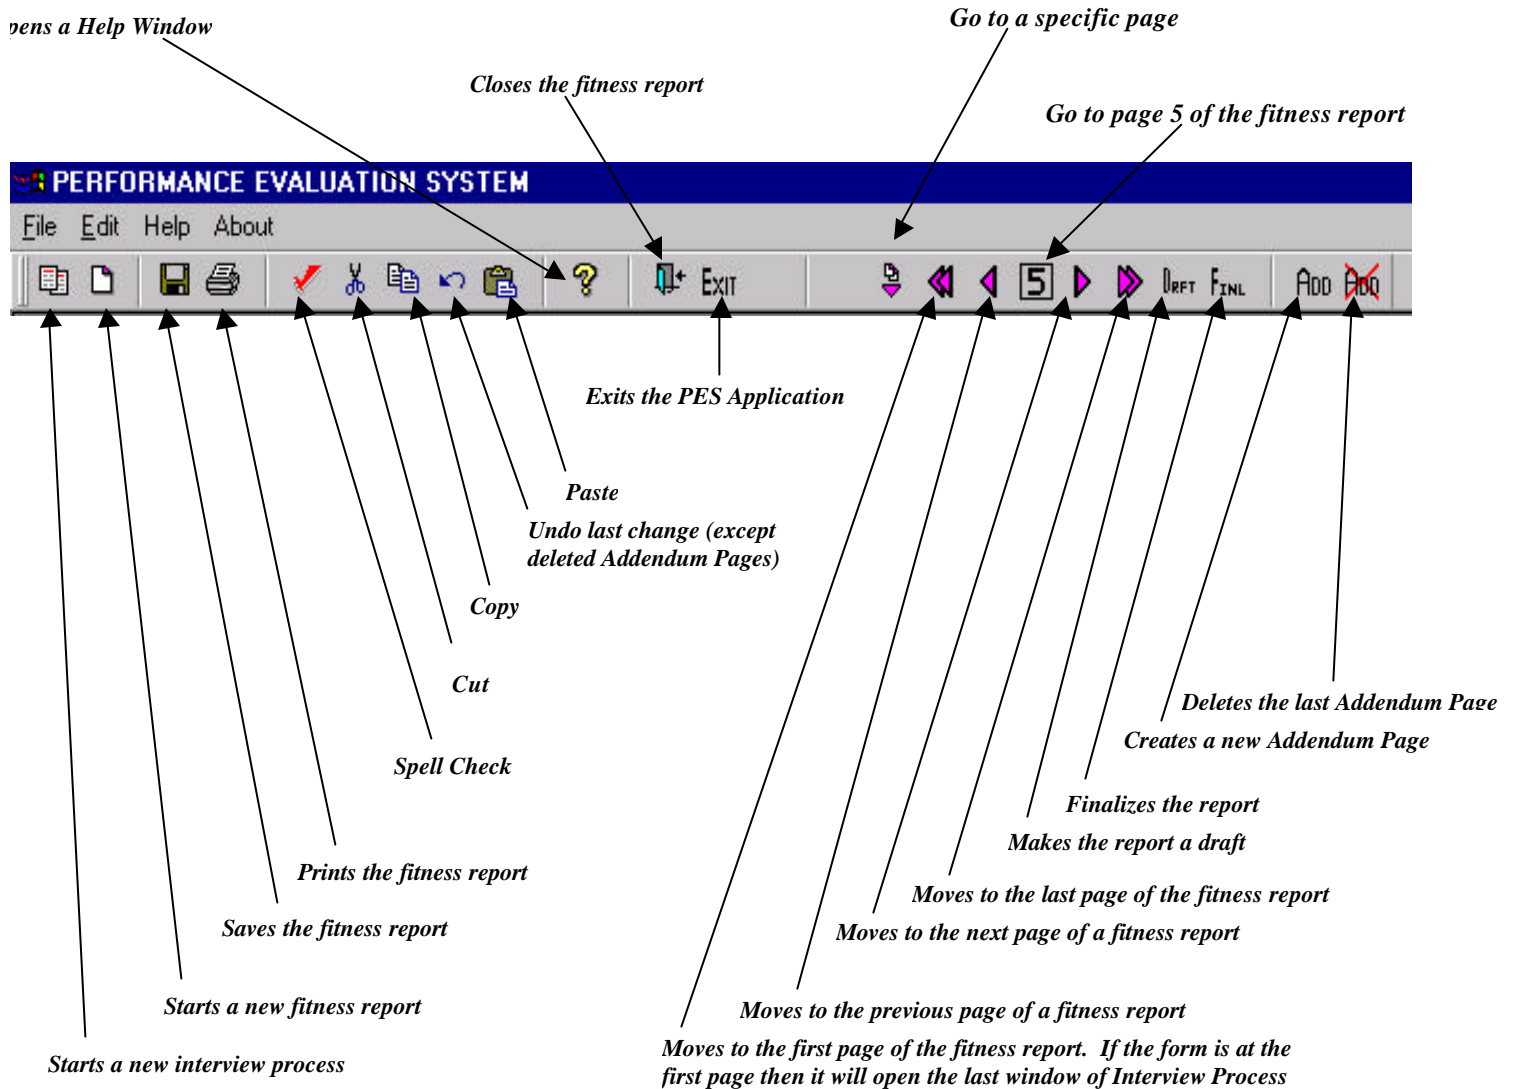 pens a Help Window
Go to a specific page
Closes the fitness report
Go to page 5 of the fitness report
PERFORMANCE EVALUATION SYSTEM
File Edit Help About
EXIT 5 DRFT FINL ADD ADD
Exits the PES Application
Paste
Undo last change (except
deleted Addendum Pages)
Copy
Cut
Deletes the last Addendum Page
Creates a new Addendum Page
Spell Check
Finalizes the report
Makes the report a draft
Prints the fitness report
Moves to the last page of the fitness report
Saves the fitness report
Moves to the next page of a fitness report
Starts a new fitness report
Moves to the previous page of a fitness report
Starts a new interview process
Moves to the first page of the fitness report. If the form is at the
first page then it will open the last window of Interview Process